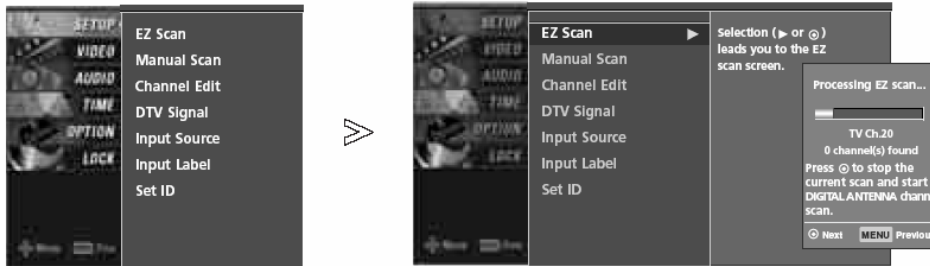 SETUP
VIDEO
AUDIO
TIME
OPTION
LOCK
EZ Scan
Manual Scan
Channel Edit
DTV Signal
Input Source
Input Label
Set ID
SETUP
VIDEO
AUDIO
TIME
OPTION
LOCK
EZ Scan ▶
Manual Scan
Channel Edit
DTV Signal
Input Source
Input Label
Set ID
Selection ( ▶ or ◉ )
leads you to the EZ
scan screen.
Processing EZ scan...
TV Ch.20
0 channel(s) found
Press ◉ to stop the
current scan and start
DIGITAL ANTENNA chann
scan.
◉ Next MENU Previou